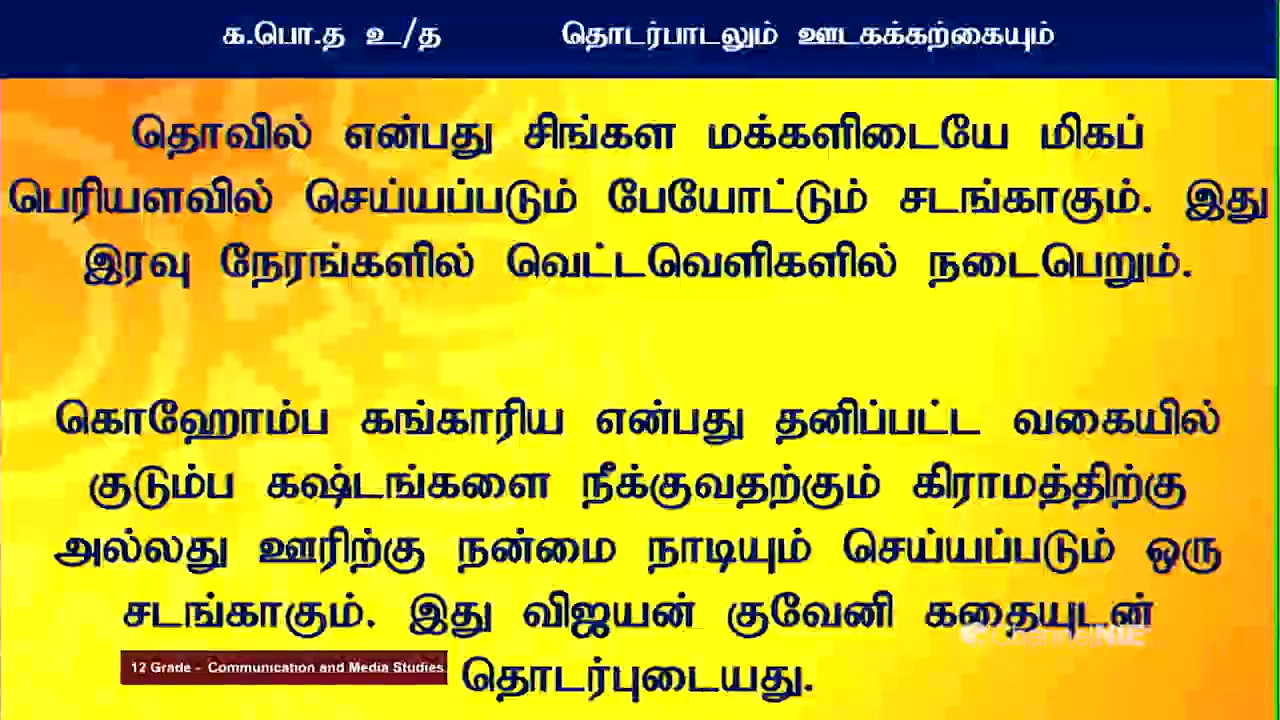 க.பொ.த உ/த தொடர்பாடலும் ஊடகக்கற்கையும்
தொவில் என்பது சிங்கள மக்களிடையே மிகப்
பெரியளவில் செய்யப்படும் பேயோட்டும் சடங்காகும். இது
இரவு நேரங்களில் வெட்டவெளிகளில் நடைபெறும்.
கொஹோம்ப கங்காரிய என்பது தனிப்பட்ட வகையில்
குடும்ப கஷ்டங்களை நீக்குவதற்கும் கிராமத்திற்கு
அல்லது ஊரிற்கு நன்மை நாடியும் செய்யப்படும் ஒரு
சடங்காகும். இது விஜயன் குவேனி கதையுடன்
12 Grade - Communication and Media Studies.
தொடர்புடையது.